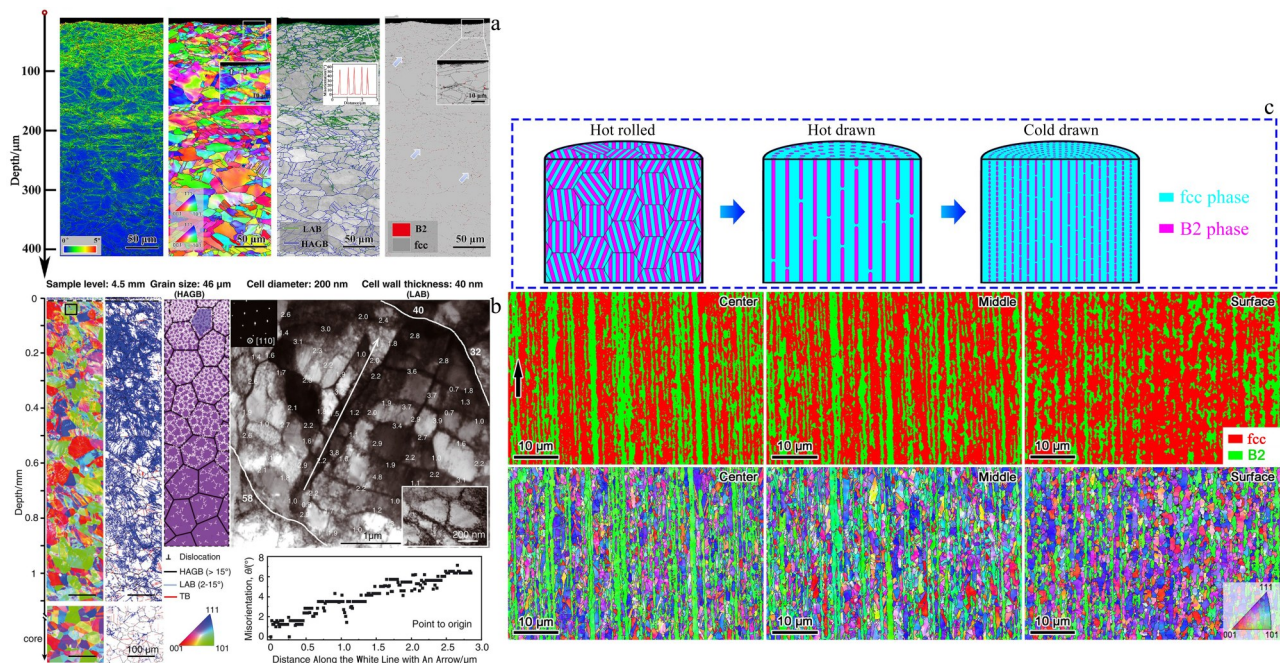 a
0
100
200
300
400
Depth/μm
0°
5°
50 μm
111
001
101
10 μm
50 μm
Distance/μm
LAB
HAGB
50 μm
10 μm
B2
fcc
50 μm
b
Sample level: 4.5 mm
Grain size: 46 μm
(HAGB)
Cell diameter: 200 nm
Cell wall thickness: 40 nm
(LAB)
0
0.2
0.4
0.6
0.8
1
core
Depth/mm
100 μm
Dislocation
HAGB (> 15°)
LAB (2-15°)
TB
111
001
101
[110]
40
32
58
1μm
200 nm
Misorientation, θ/(°)
8
6
4
2
0
Point to origin
0 0.5 1.0 1.5 2.0 2.5 3.0
Distance Along the White Line with An Arrow/μm
c
Hot rolled
Hot drawn
Cold drawn
fcc phase
B2 phase
Center
10 μm
Middle
10 μm
Surface
10 μm
fcc
B2
Center
10 μm
Middle
10 μm
Surface
10 μm
111
001
101